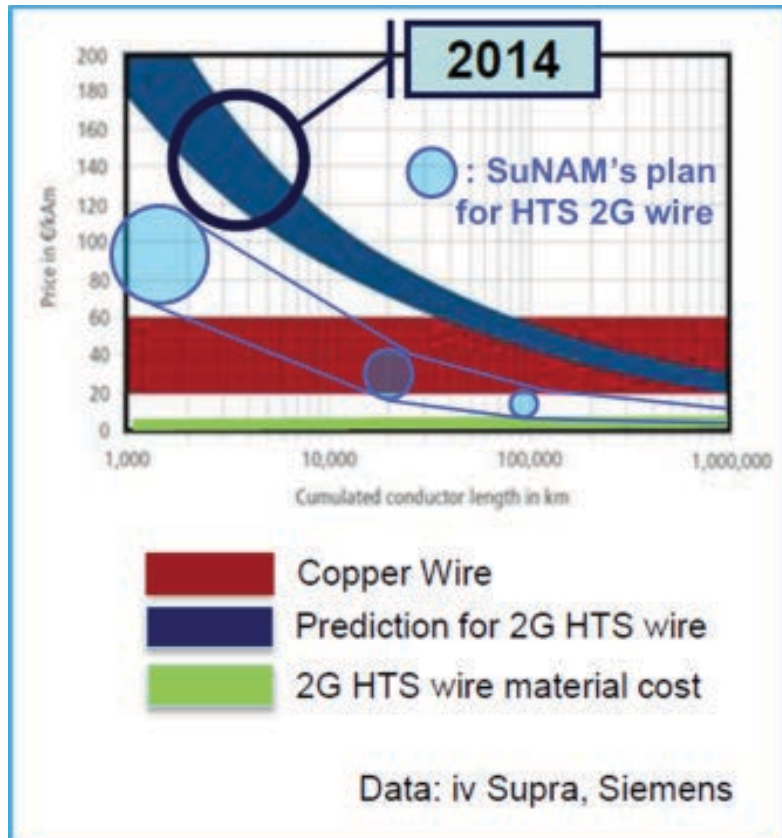 2014
200
180
160
140
120
100
80
60
40
20
0
Price in €/kAm
: SuNAM's plan
for HTS 2G wire
1,000
10,000
100,000
1,000,000
Cumulated conductor length in km
Copper Wire
Prediction for 2G HTS wire
2G HTS wire material cost
Data: iv Supra, Siemens